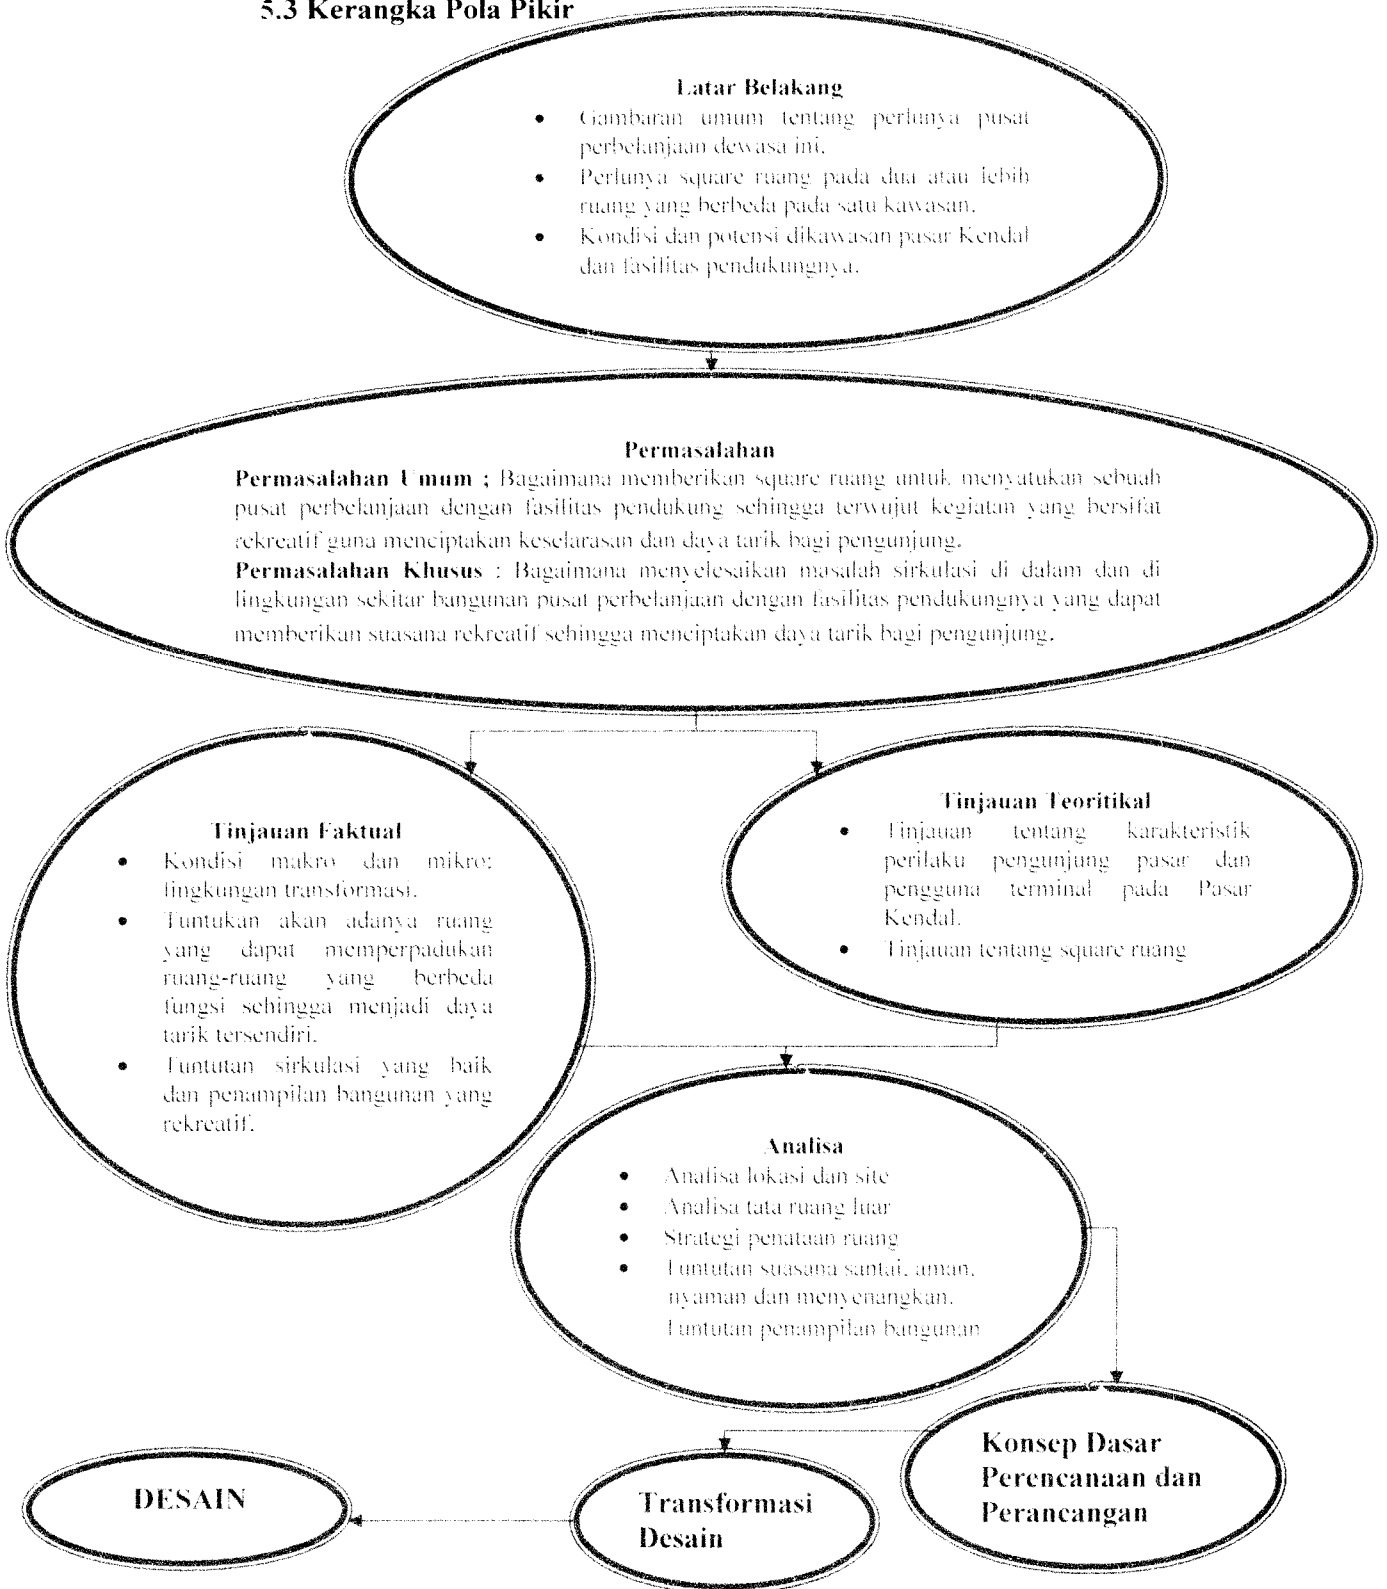 5.3 Kerangka Pola Pikir
Latar Belakang
• Gambaran umum tentang perlunya pusat
perbelanjaan dewasa ini.
• Perlunya square ruang pada dua atau lebih
ruang yang berbeda pada satu kawasan.
• Kondisi dan potensi dikawasan pasar Kendal
dan fasilitas pendukungnya.
Permasalahan
Permasalahan Umum ; Bagaimana memberikan square ruang untuk menyatukan sebuah
pusat perbelanjaan dengan fasilitas pendukung sehingga terwujut kegiatan yang bersifat
rekreatif guna menciptakan keselarasan dan daya tarik bagi pengunjung.
Permasalahan Khusus : Bagaimana menyelesaikan masalah sirkulasi di dalam dan di
lingkungan sekitar bangunan pusat perbelanjaan dengan fasilitas pendukungnya yang dapat
memberikan suasana rekreatif sehingga menciptakan daya tarik bagi pengunjung.
Tinjauan Faktual
• Kondisi makro dan mikro:
lingkungan transformasi.
• Tuntukan akan adanya ruang
yang dapat memperpadukan
ruang-ruang yang berbeda
fungsi sehingga menjadi daya
tarik tersendiri.
• Tuntutan sirkulasi yang baik
dan penampilan bangunan yang
rekreatif.
Tinjauan Teoritikal
• Tinjauan tentang karakteristik
perilaku pengunjung pasar dan
pengguna terminal pada Pasar
Kendal.
• Tinjauan tentang square ruang
Analisa
• Analisa lokasi dan site
• Analisa tata ruang luar
• Strategi penataan ruang
• Tuntutan suasana santai, aman,
nyaman dan menyenangkan.
Tuntutan penampilan bangunan
Konsep Dasar
Perencanaan dan
Perancangan
Transformasi
Desain
DESAIN